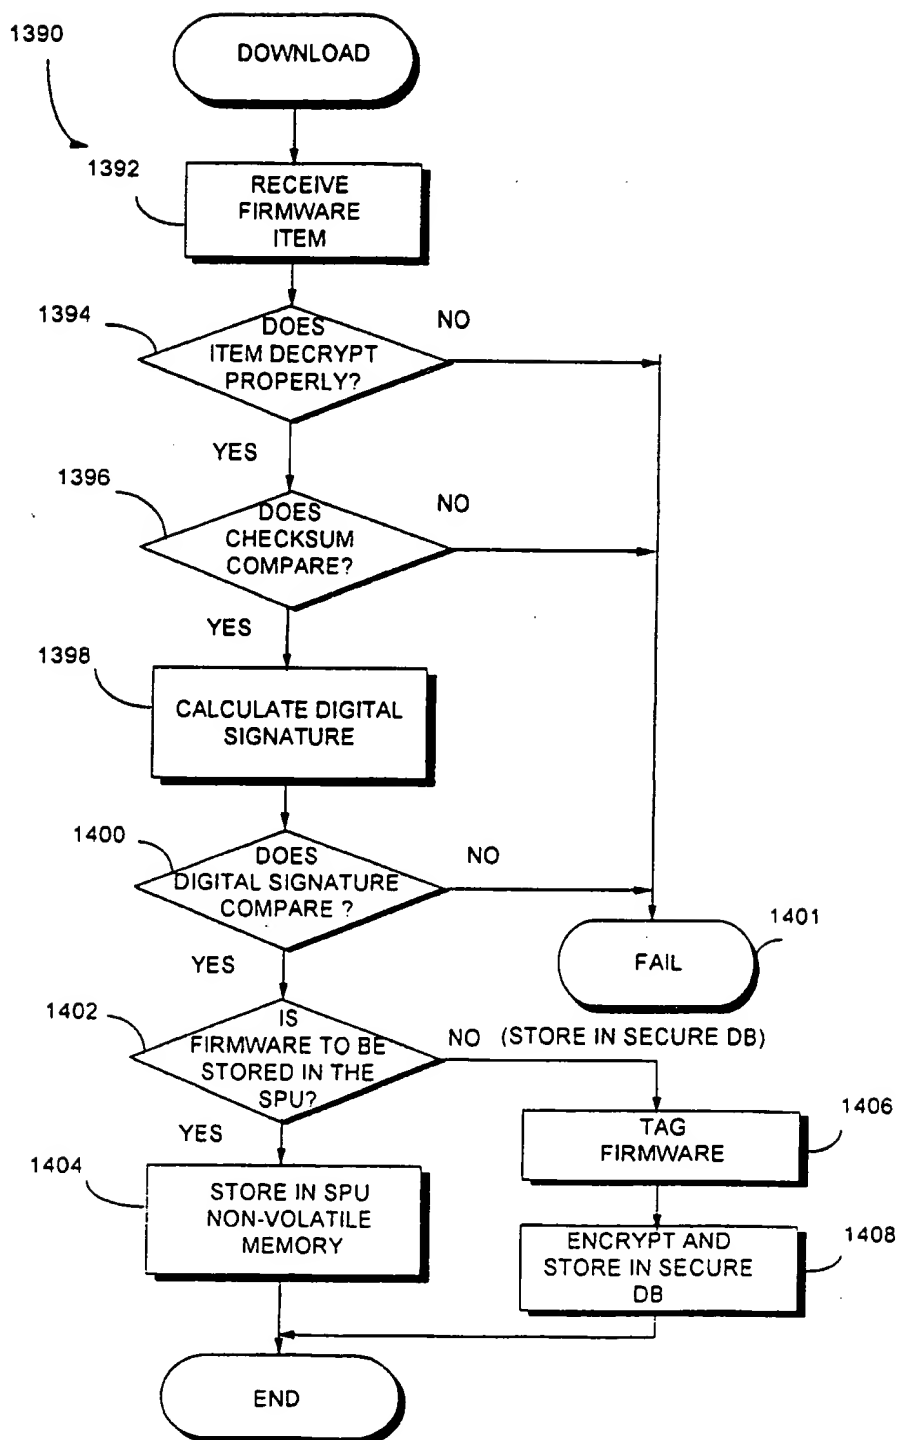 1390
DOWNLOAD
1392
RECEIVE
FIRMWARE
ITEM
1394
DOES
ITEM DECRYPT
PROPERLY?
NO
YES
1396
DOES
CHECKSUM
COMPARE?
NO
YES
1398
CALCULATE DIGITAL
SIGNATURE
1400
DOES
DIGITAL SIGNATURE
COMPARE ?
NO
YES
1401
FAIL
1402
IS
FIRMWARE TO BE
STORED IN THE
SPU?
NO (STORE IN SECURE DB)
YES
1406
TAG
FIRMWARE
1404
STORE IN SPU
NON-VOLATILE
MEMORY
1408
ENCRYPT AND
STORE IN SECURE
DB
END